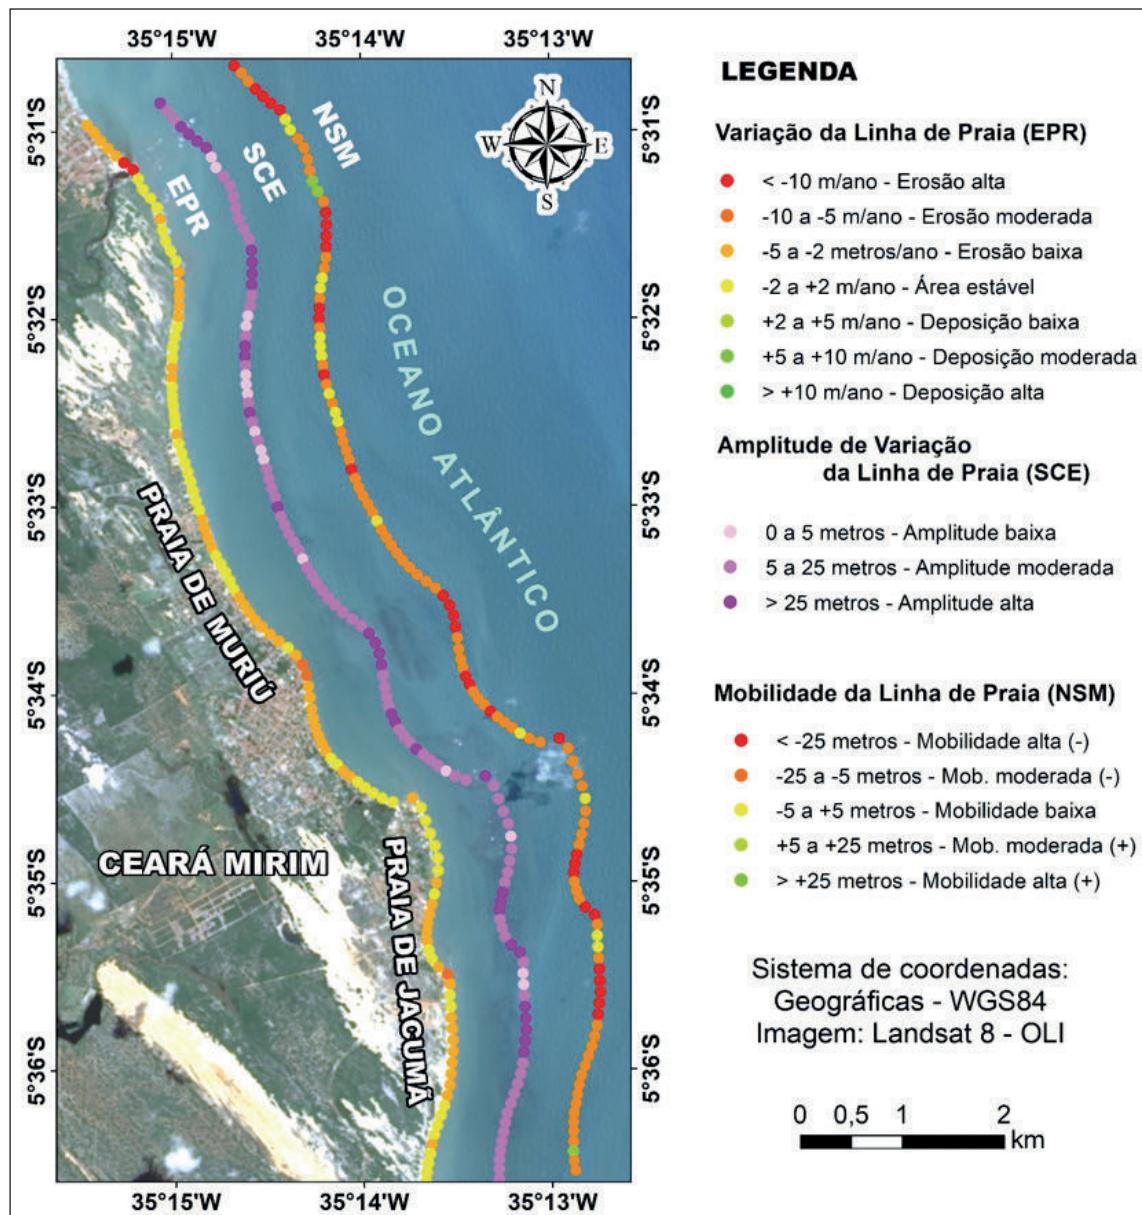 35°15'W 35°14'W 35°13'W
5°31'S
5°32'S
5°33'S
5°34'S
5°35'S
5°36'S
N
W E
S
NSM
SCE
EPR
OCEANO ATLÂNTICO
PRAIA DE MURIÚ
CEARÁ MIRIM
PRAIA DE JACUMÃ
5°31'S
5°32'S
5°33'S
5°34'S
5°35'S
5°36'S
35°15'W 35°14'W 35°13'W
LEGENDA
Variação da Linha de Praia (EPR)
< -10 m/ano - Erosão alta
-10 a -5 m/ano - Erosão moderada
-5 a -2 metros/ano - Erosão baixa
-2 a +2 m/ano - Área estável
+2 a +5 m/ano - Deposição baixa
+5 a +10 m/ano - Deposição moderada
> +10 m/ano - Deposição alta
Amplitude de Variação
da Linha de Praia (SCE)
0 a 5 metros - Amplitude baixa
5 a 25 metros - Amplitude moderada
> 25 metros - Amplitude alta
Mobilidade da Linha de Praia (NSM)
< -25 metros - Mobilidade alta (-)
-25 a -5 metros - Mob. moderada (-)
-5 a +5 metros - Mobilidade baixa
+5 a +25 metros - Mob. moderada (+)
> +25 metros - Mobilidade alta (+)
Sistema de coordenadas:
Geográficas - WGS84
Imagem: Landsat 8 - OLI
0 0,5 1 2
km